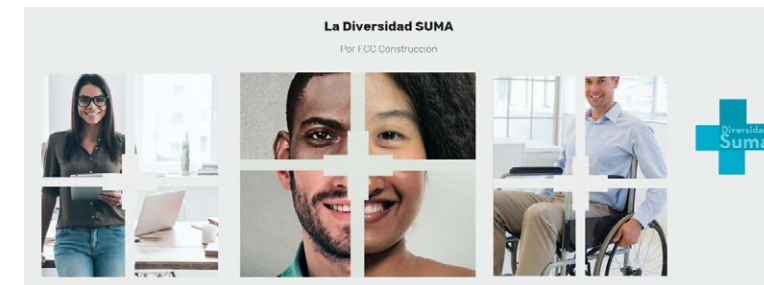 La Diversidad SUMA
Por FCC Construcción
Diversidad
Suma